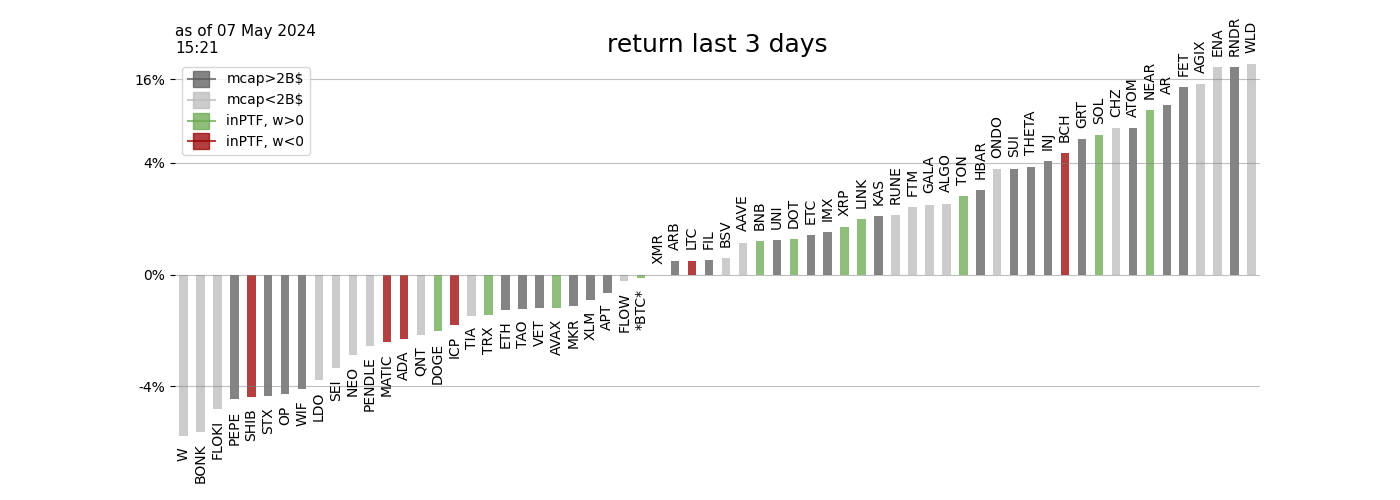 as of 07 May 2024
15:21
return last 3 days
mcap>2B$
mcap<2B$
inPTF, w>0
inPTF, w<0
16%
4%
0%
-4%
W
BONK
FLOKI
PEPE
SHIB
STX
OP
WIF
LDO
SEI
NEO
PENDLE
MATIC
ADA
QNT
DOGE
ICP
TIA
TRX
ETH
TAO
VET
AVAX
MKR
XLM
APT
FLOW
*BTC*
XMR
ARB
LTC
FIL
BSV
AAVE
BNB
UNI
DOT
ETC
IMX
XRP
LINK
KAS
RUNE
FTM
GALA
ALGO
TON
HBAR
ONDO
SUI
THETA
INJ
BCH
GRT
SOL
CHZ
ATOM
NEAR
AR
FET
AGIX
ENA
RNDR
WLD